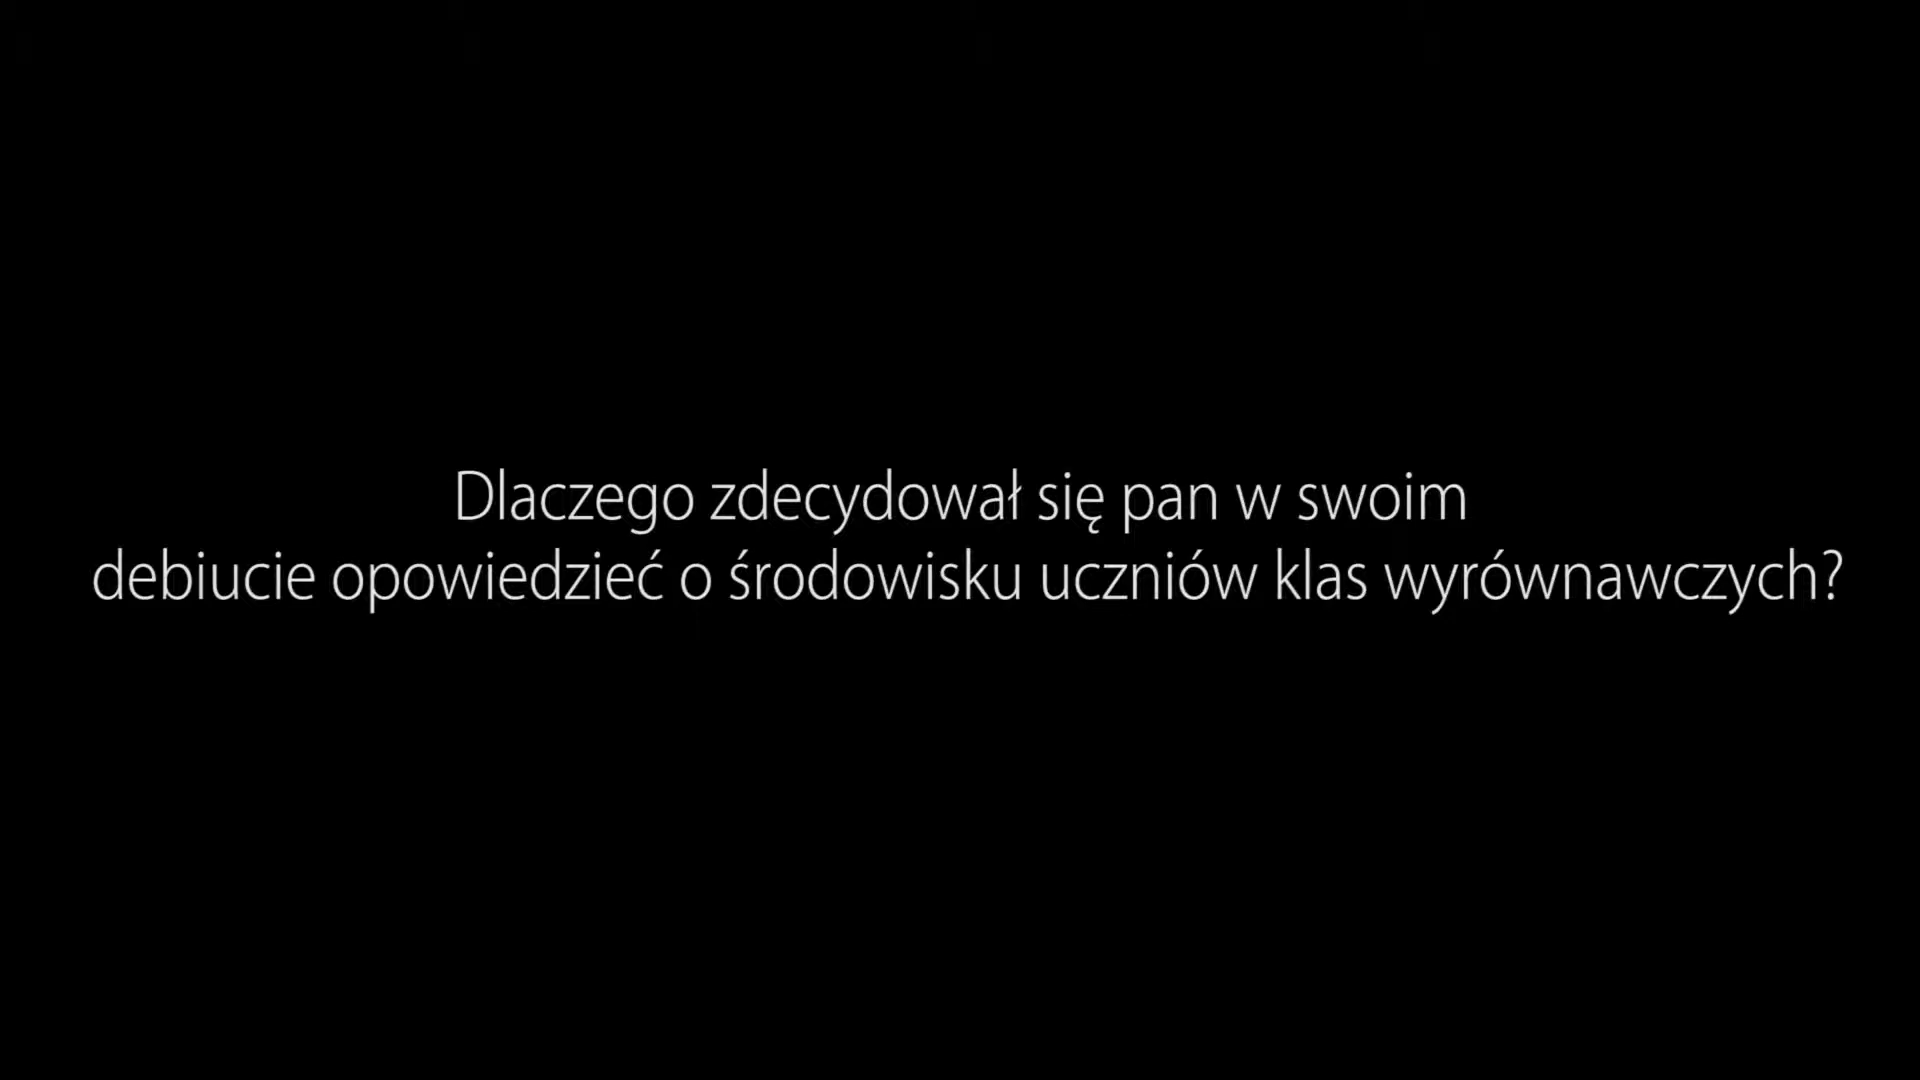 Dlaczego zdecydował się pan w swoim
debiucie opowiedzieć o środowisku uczniów klas wyrównawczych?